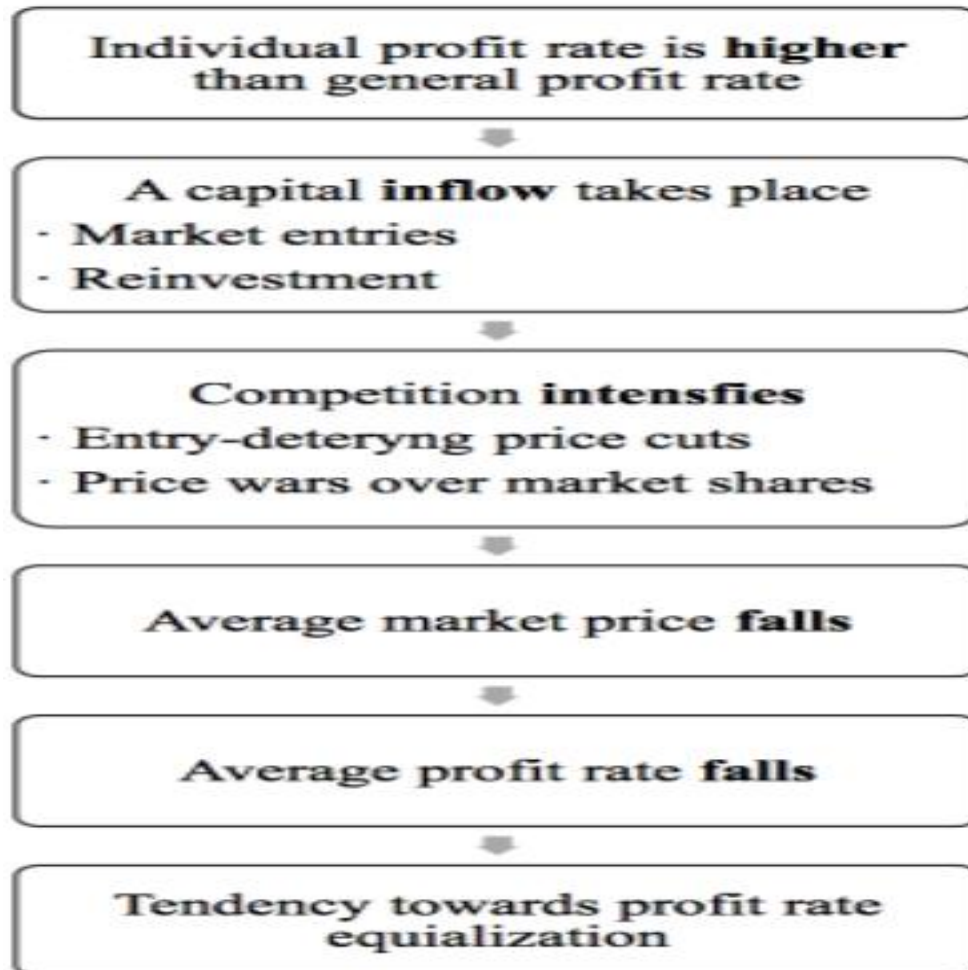 Individual profit rate is higher
than general profit rate
A capital inflow takes place
· Market entries
· Reinvestment
Competition intensfies
· Entry-deteryng price cuts
· Price wars over market shares
Average market price falls
Average profit rate falls
Tendency towards profit rate
equialization